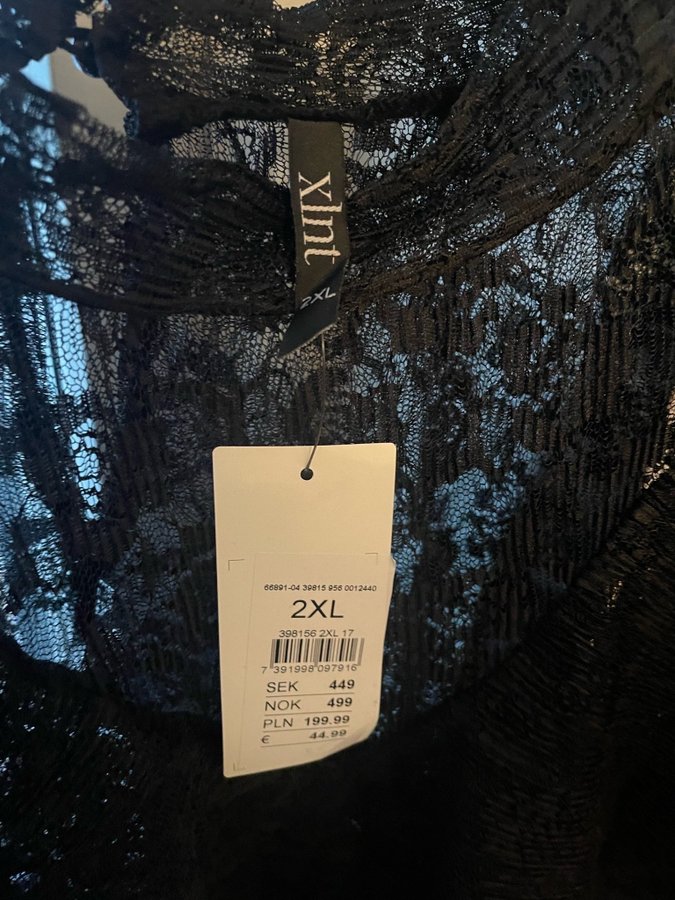 xlnt
2XL
66891-04 39815 956 0012440
2XL
398156 2XL 17
7 391998 097916
SEK 449
NOK 499
PLN 199.99
€ 44.99